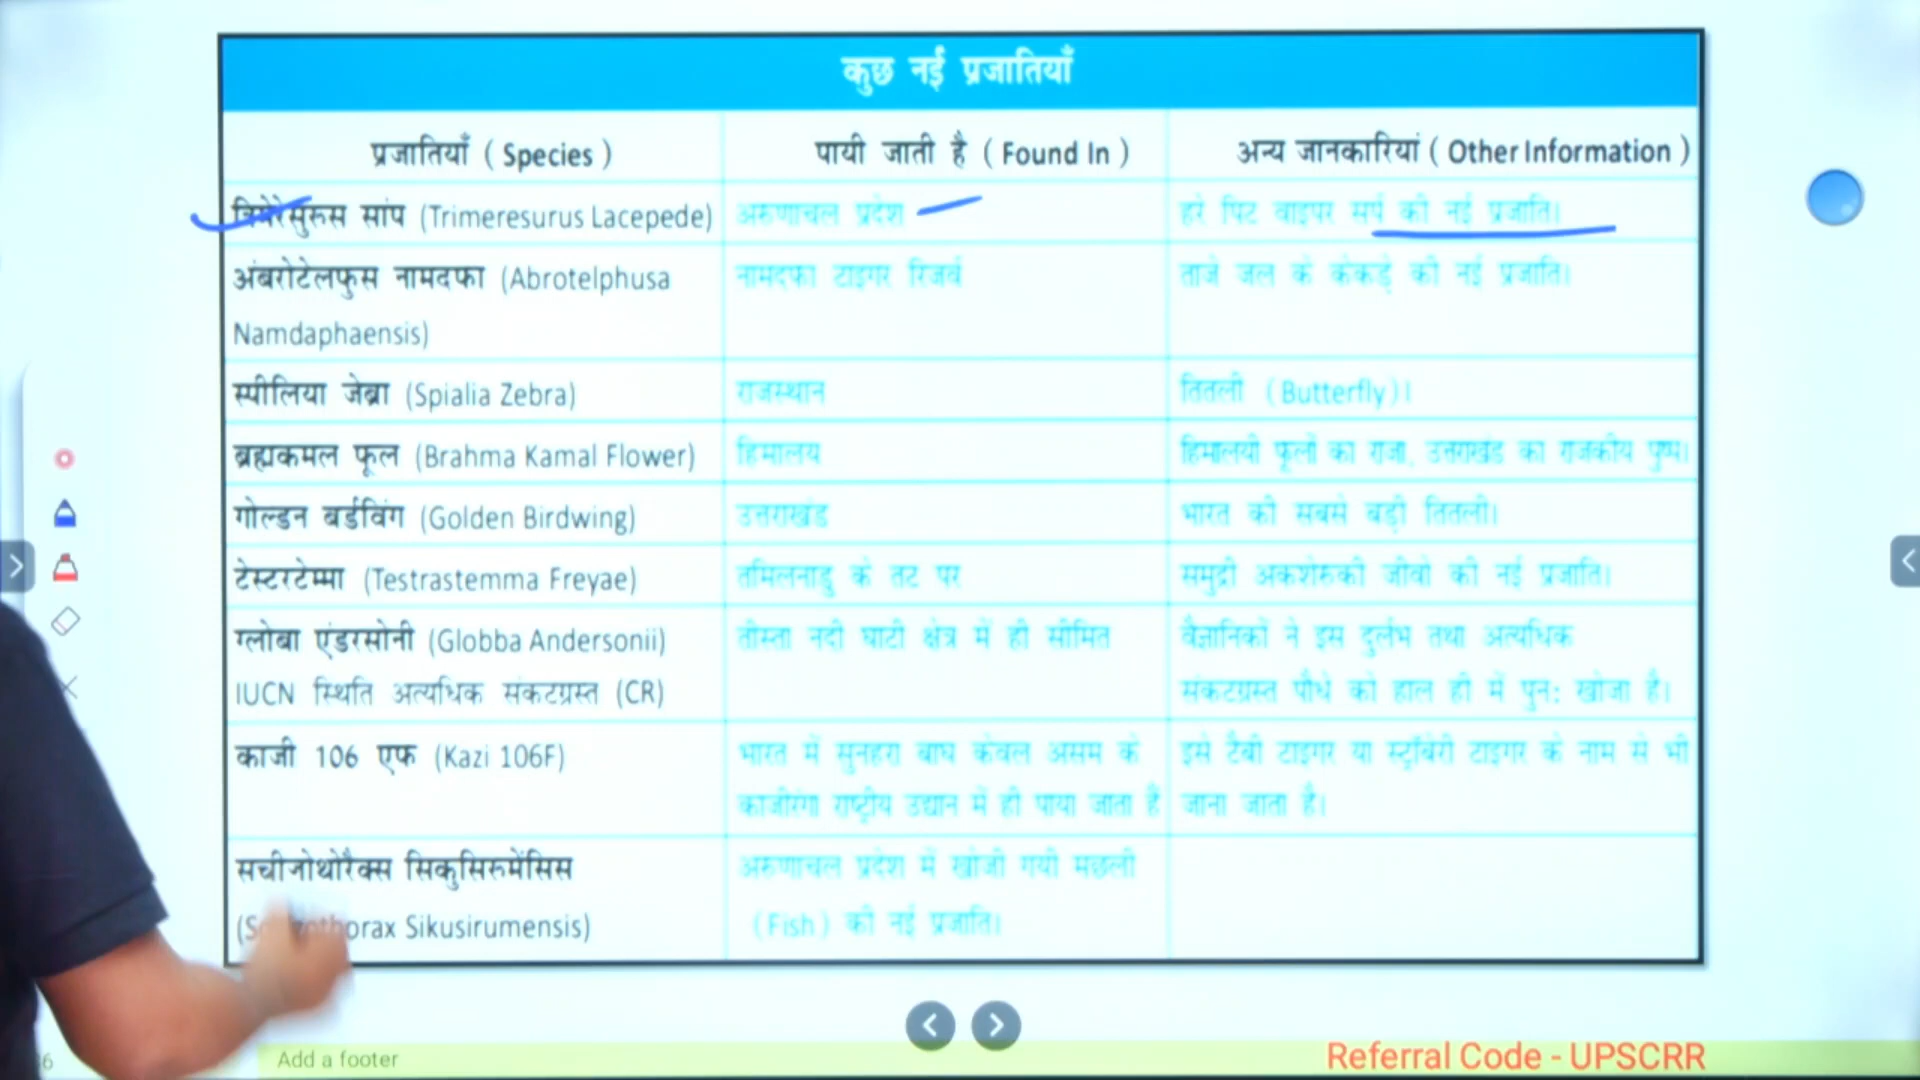 कुछ नई प्रजातियाँ
प्रजातियाँ ( Species )
पायी जाती है ( Found In )
अन्य जानकारियां ( Other Information )
त्रिमेरेसुरुस सांप (Trimeresurus Lacepede)
अरुणाचल प्रदेश
हरे पिट वाइपर सर्प की नई प्रजाति।
अंबरोटेलफुस नामदफा (Abrotelphusa
Namdaphaensis)
नामदफा टाइगर रिजर्व
ताजे जल के केकड़े की नई प्रजाति।
स्पीलिया जेब्रा (Spialia Zebra)
राजस्थान
तितली (Butterfly)।
ब्रह्मकमल फूल (Brahma Kamal Flower)
हिमालय
हिमालयी फूलों का राजा, उत्तराखंड का राजकीय पुष्प।
गोल्डन बर्डविंग (Golden Birdwing)
उत्तराखंड
भारत की सबसे बड़ी तितली।
टेस्टरटेम्मा (Testrastemma Freyae)
तमिलनाडु के तट पर
समुद्री अकशेरुकी जीवों की नई प्रजाति।
ग्लोबा एंडरसोनी (Globba Andersonii)
IUCN स्थिति अत्यधिक संकटग्रस्त (CR)
तीस्ता नदी घाटी क्षेत्र में ही सीमित
वैज्ञानिकों ने इस दुर्लभ तथा अत्यधिक
संकटग्रस्त पौधे को हाल ही में पुन: खोजा है।
काजी 106 एफ (Kazi 106F)
भारत में सुनहरा बाघ केवल असम के
काजीरंगा राष्ट्रीय उद्यान में ही पाया जाता है
इसे टैबी टाइगर या स्ट्रॉबेरी टाइगर के नाम से भी
जाना जाता है।
सचीजोथोरैक्स सिकुसिरुमेंसिस
Sikusirumensis)
अरुणाचल प्रदेश में खोजी गयी मछली
(Fish) की नई प्रजाति।
Add a footer
Referral Code - UPSCRR